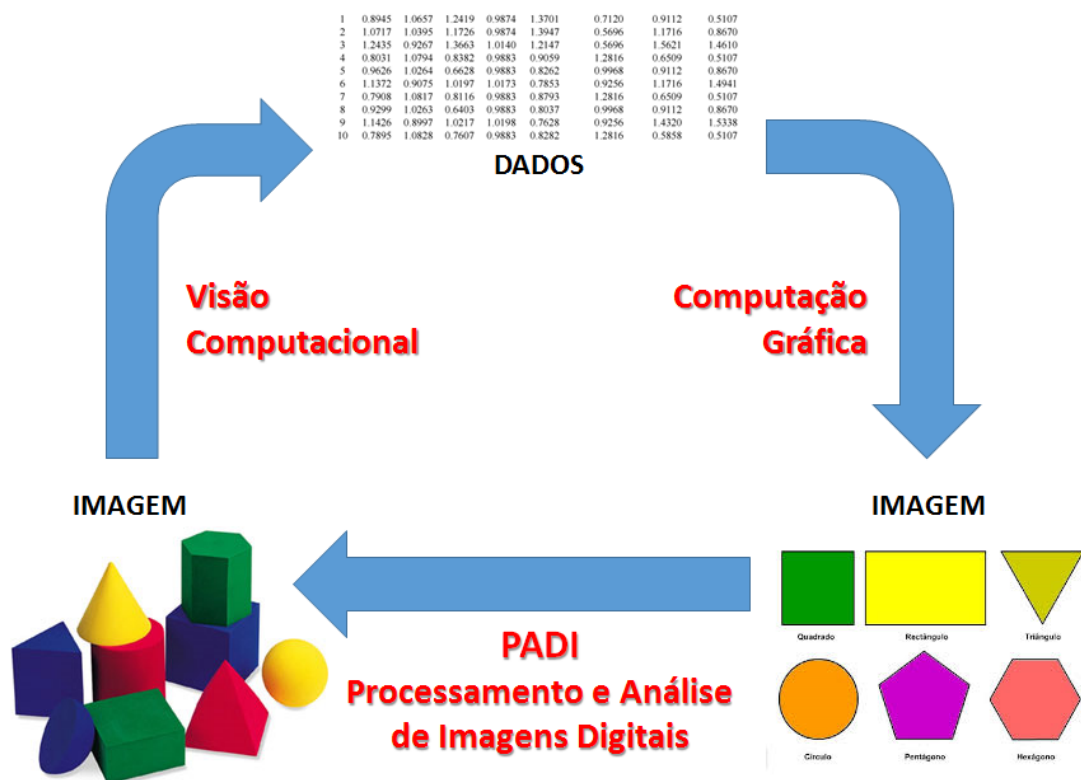 1 0.8945 1.0657 1.2419 0.9874 1.3701 0.7120 0.9112 0.5107
2 1.0717 1.0395 1.1726 0.9874 1.3947 0.5696 1.1716 0.8670
3 1.2435 0.9267 1.3663 1.0140 1.2147 0.5696 1.5621 1.4610
4 0.8031 1.0794 0.8382 0.9883 0.9059 1.2816 0.6509 0.5107
5 0.9626 1.0264 0.6628 0.9883 0.8262 0.9968 0.9112 0.8670
6 1.1372 0.9075 1.0197 1.0173 0.7853 0.9256 1.1716 1.4941
7 0.7908 1.0817 0.8116 0.9883 0.8793 1.2816 0.6509 0.5107
8 0.9299 1.0263 0.6403 0.9883 0.8037 0.9968 0.9112 0.8670
9 1.1426 0.8997 1.0217 1.0198 0.7628 0.9256 1.4320 1.5338
10 0.7895 1.0828 0.7607 0.9883 0.8282 1.2816 0.5858 0.5107
DADOS
Visão
Computacional
Computação
Gráfica
IMAGEM
IMAGEM
PADI
Processamento e Análise
de Imagens Digitais
Quadrado Rectângulo Triângulo
Círculo Pentágono Hexágono